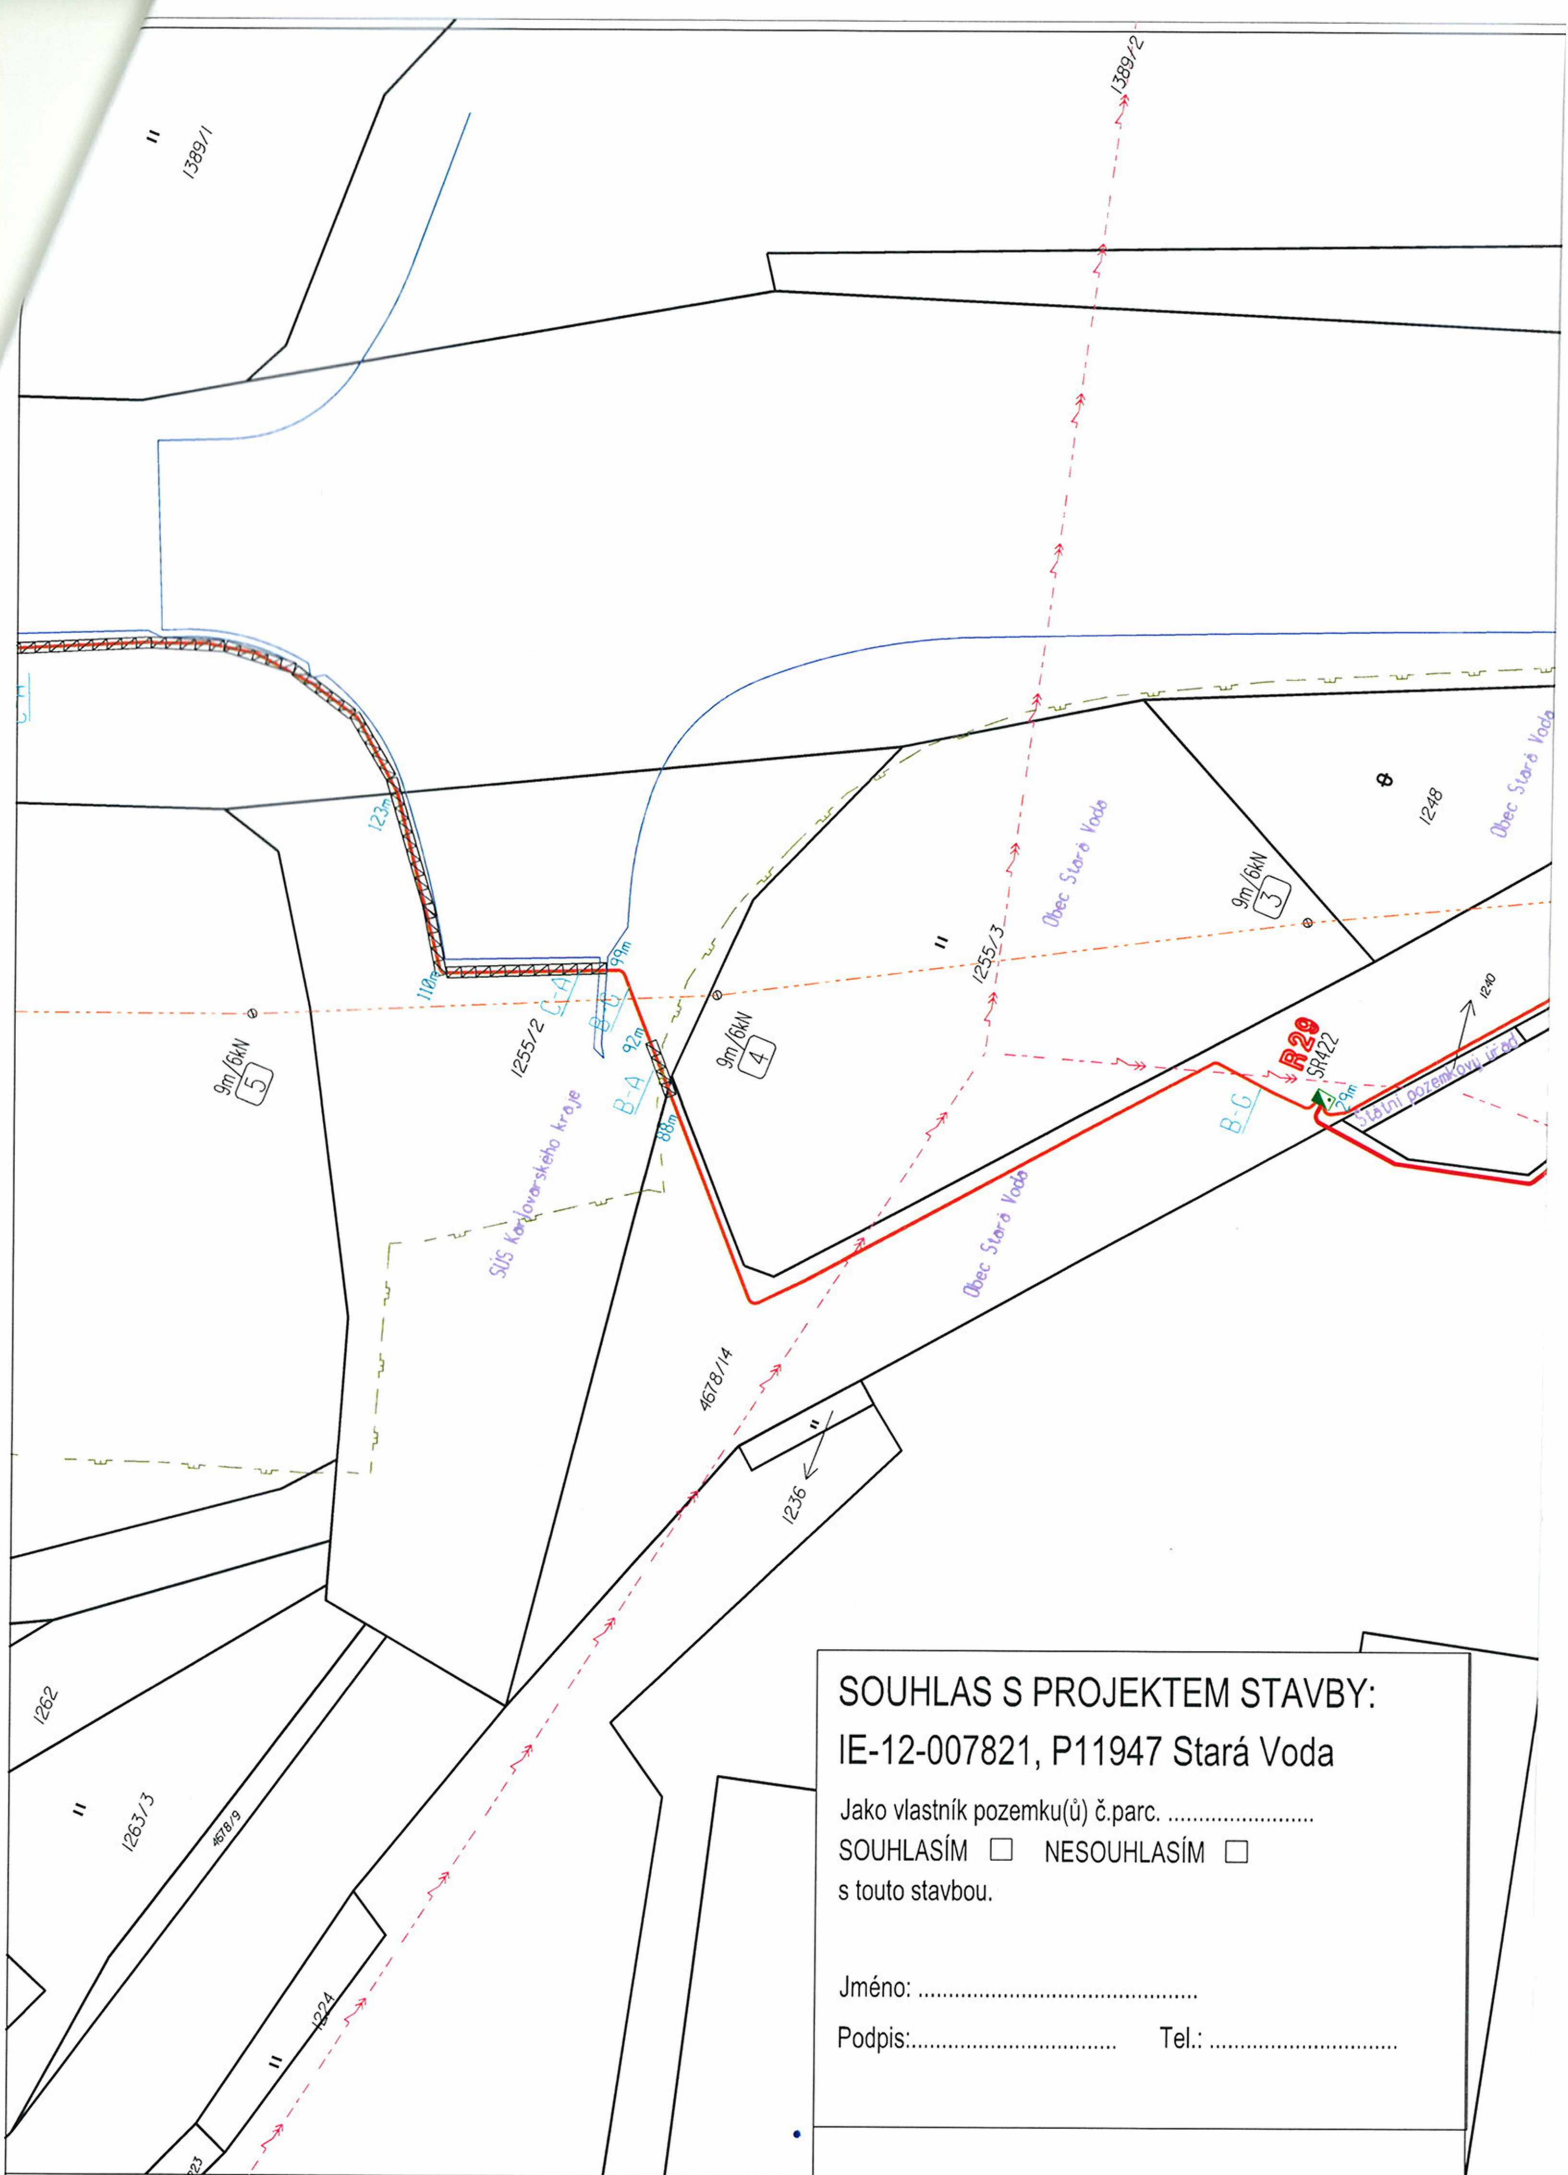 1389/1
1389/2
123m
110m
99m
C-A
B-G
92m
B-A
88m
1255/2
SÚS Karlovarského kraje
9m/6kN
5
9m/6kN
4
1255/3
Obec Stará Voda
9m/6kN
3
1248
Obec Stará Voda
1240
R29
SR422
29m
Státní pozemkový úřad
B-G
Obec Stará Voda
4678/14
1236
1262
1263/3
4678/9
1224
SOUHLAS S PROJEKTEM STAVBY:
IE-12-007821, P11947 Stará Voda
Jako vlastník pozemku(ů) č.parc. ........................
SOUHLASÍM □ NESOUHLASÍM □
s touto stavbou.
Jméno: ..............................................
Podpis:.................................. Tel.: ...............................